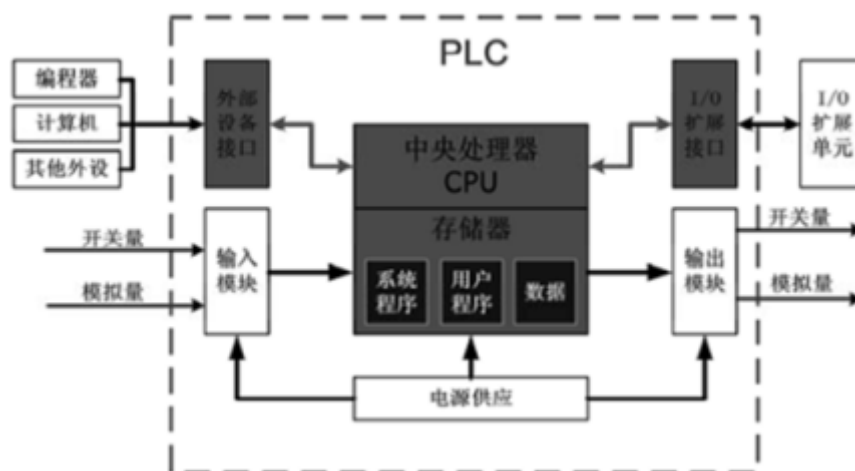 PLC
编程器
计算机
其他外设
外部
设备
接口
中央处理器
CPU
I/O
扩展
接口
I/O
扩展
单元
开关量
模拟量
输入
模块
存储器
系统
程序
用户
程序
数据
输出
模块
开关量
模拟量
电源供应